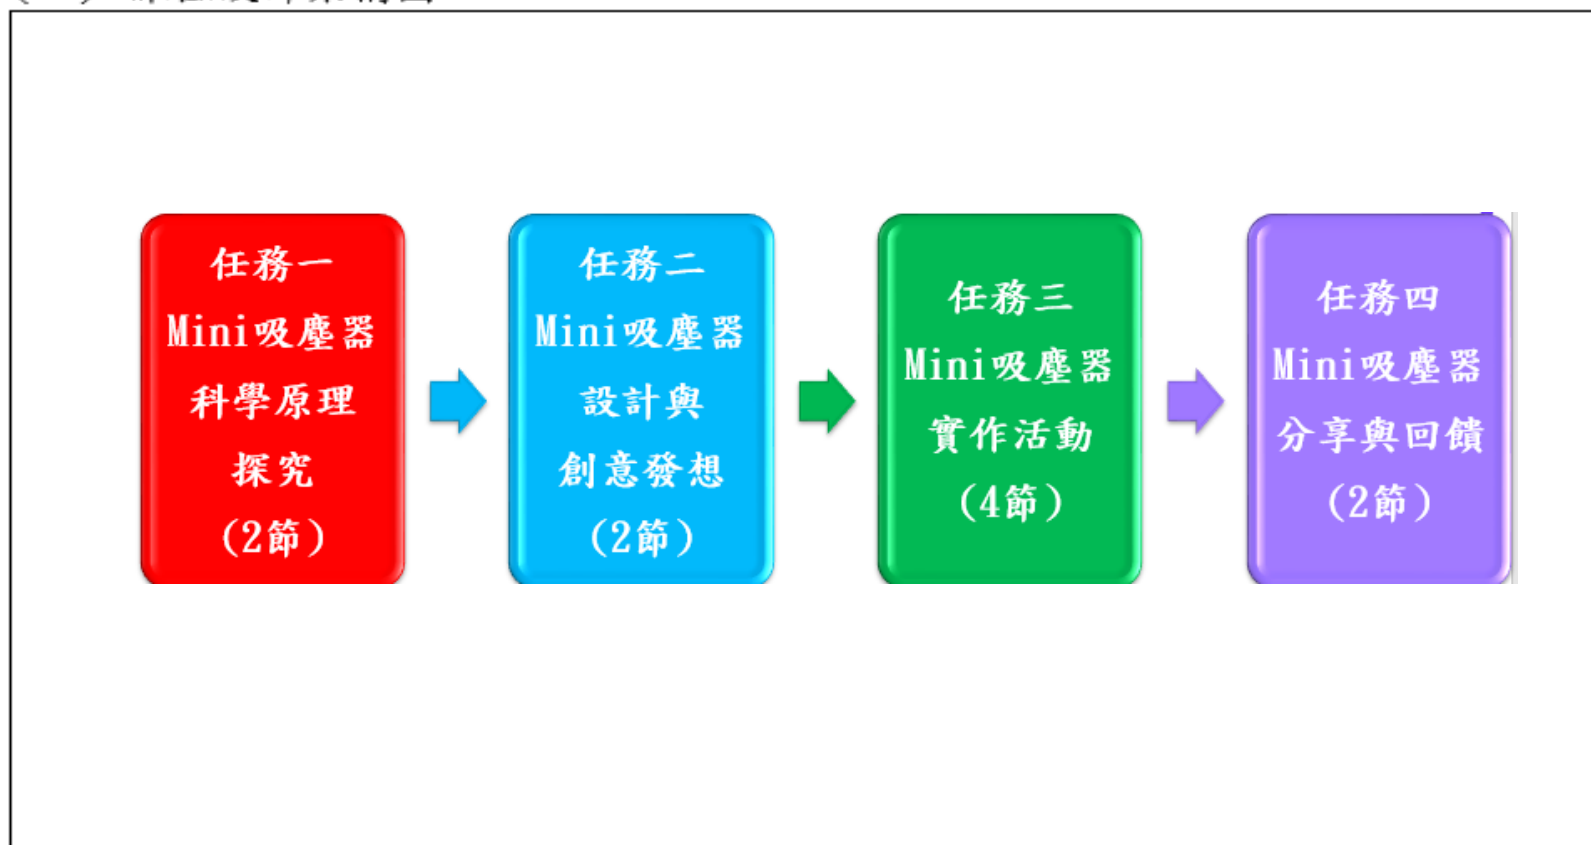 任務一
Mini吸塵器
科學原理
探究
(2節)
任務二
Mini吸塵器
設計與
創意發想
(2節)
任務三
Mini吸塵器
實作活動
(4節)
任務四
Mini吸塵器
分享與回饋
(2節)